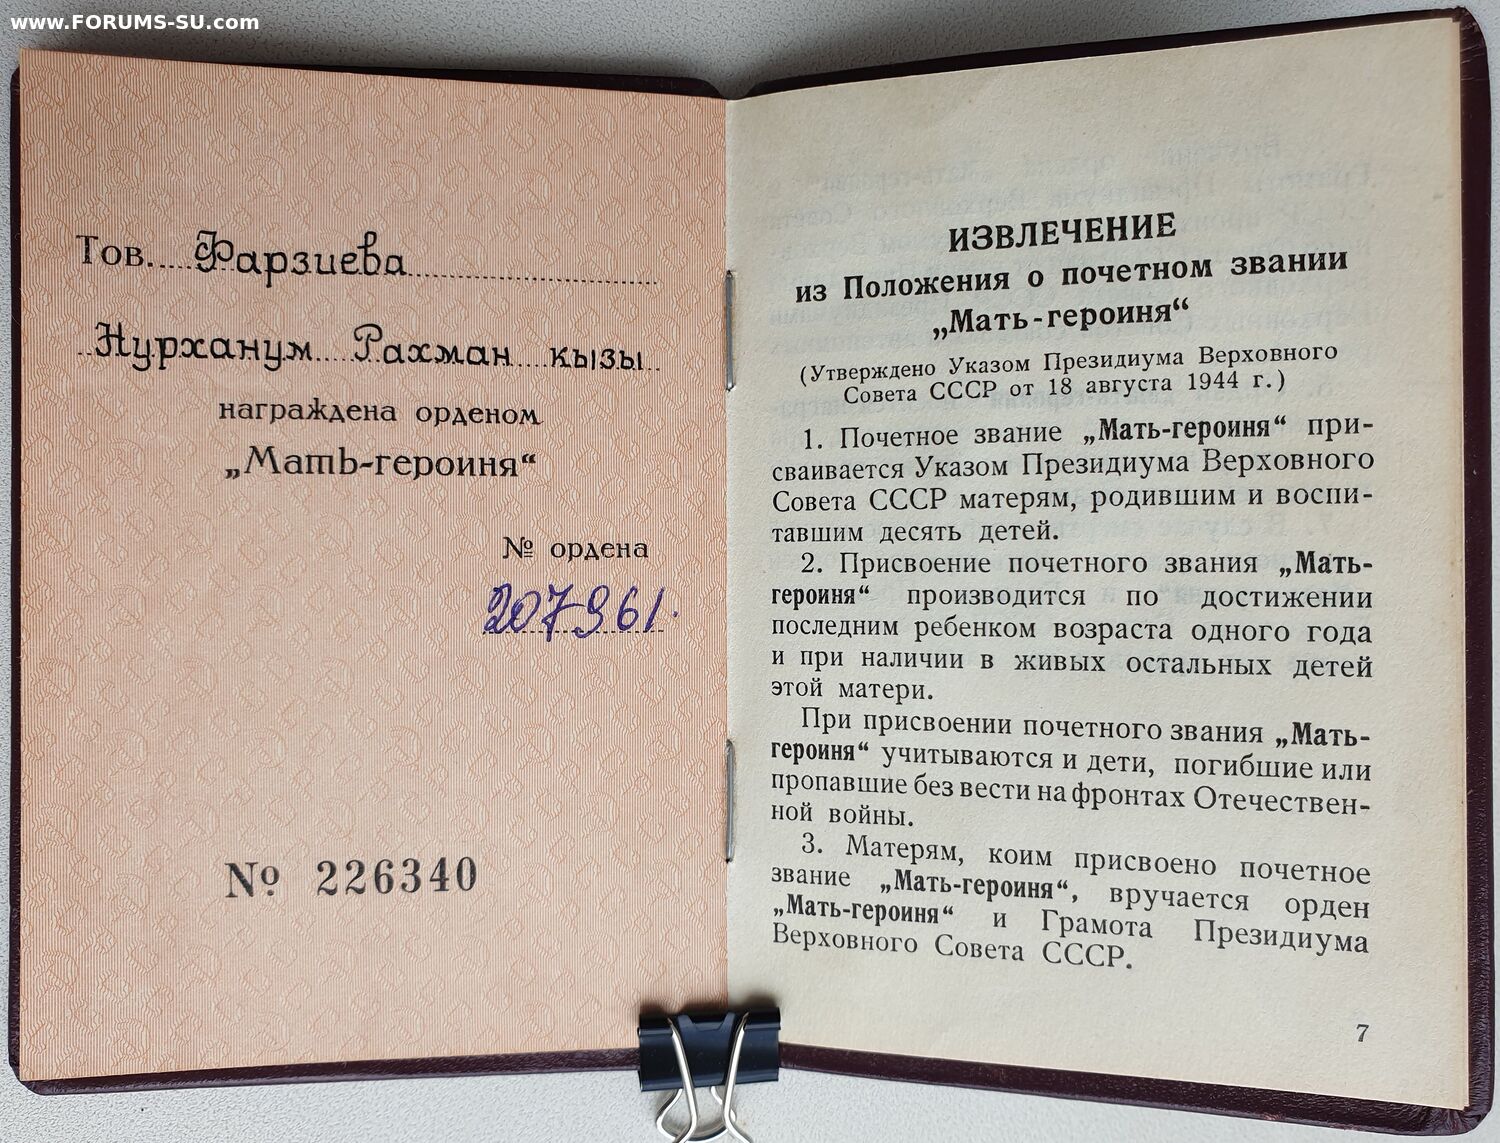 www.FORUMS-SU.com
Тов. Фарзиева
Нурханум Рахман кызы
награждена орденом
„Мать-героиня“
№ ордена
207961.
№ 226340
ИЗВЛЕЧЕНИЕ
из Положения о почетном звании
„Мать-героиня“
(Утверждено Указом Президиума Верховного
Совета СССР от 18 августа 1944 г.)
1. Почетное звание „Мать-героиня“ при-
сваивается Указом Президиума Верховного
Совета СССР матерям, родившим и воспи-
тавшим десять детей.
2. Присвоение почетного звания „Мать-
героиня“ производится по достижении
последним ребенком возраста одного года
и при наличии в живых остальных детей
этой матери.
При присвоении почетного звания „Мать-
героиня“ учитываются и дети, погибшие или
пропавшие без вести на фронтах Отечествен-
ной войны.
3. Матерям, коим присвоено почетное
звание „Мать-героиня“, вручается орден
„Мать-героиня“ и Грамота Президиума
Верховного Совета СССР.
7